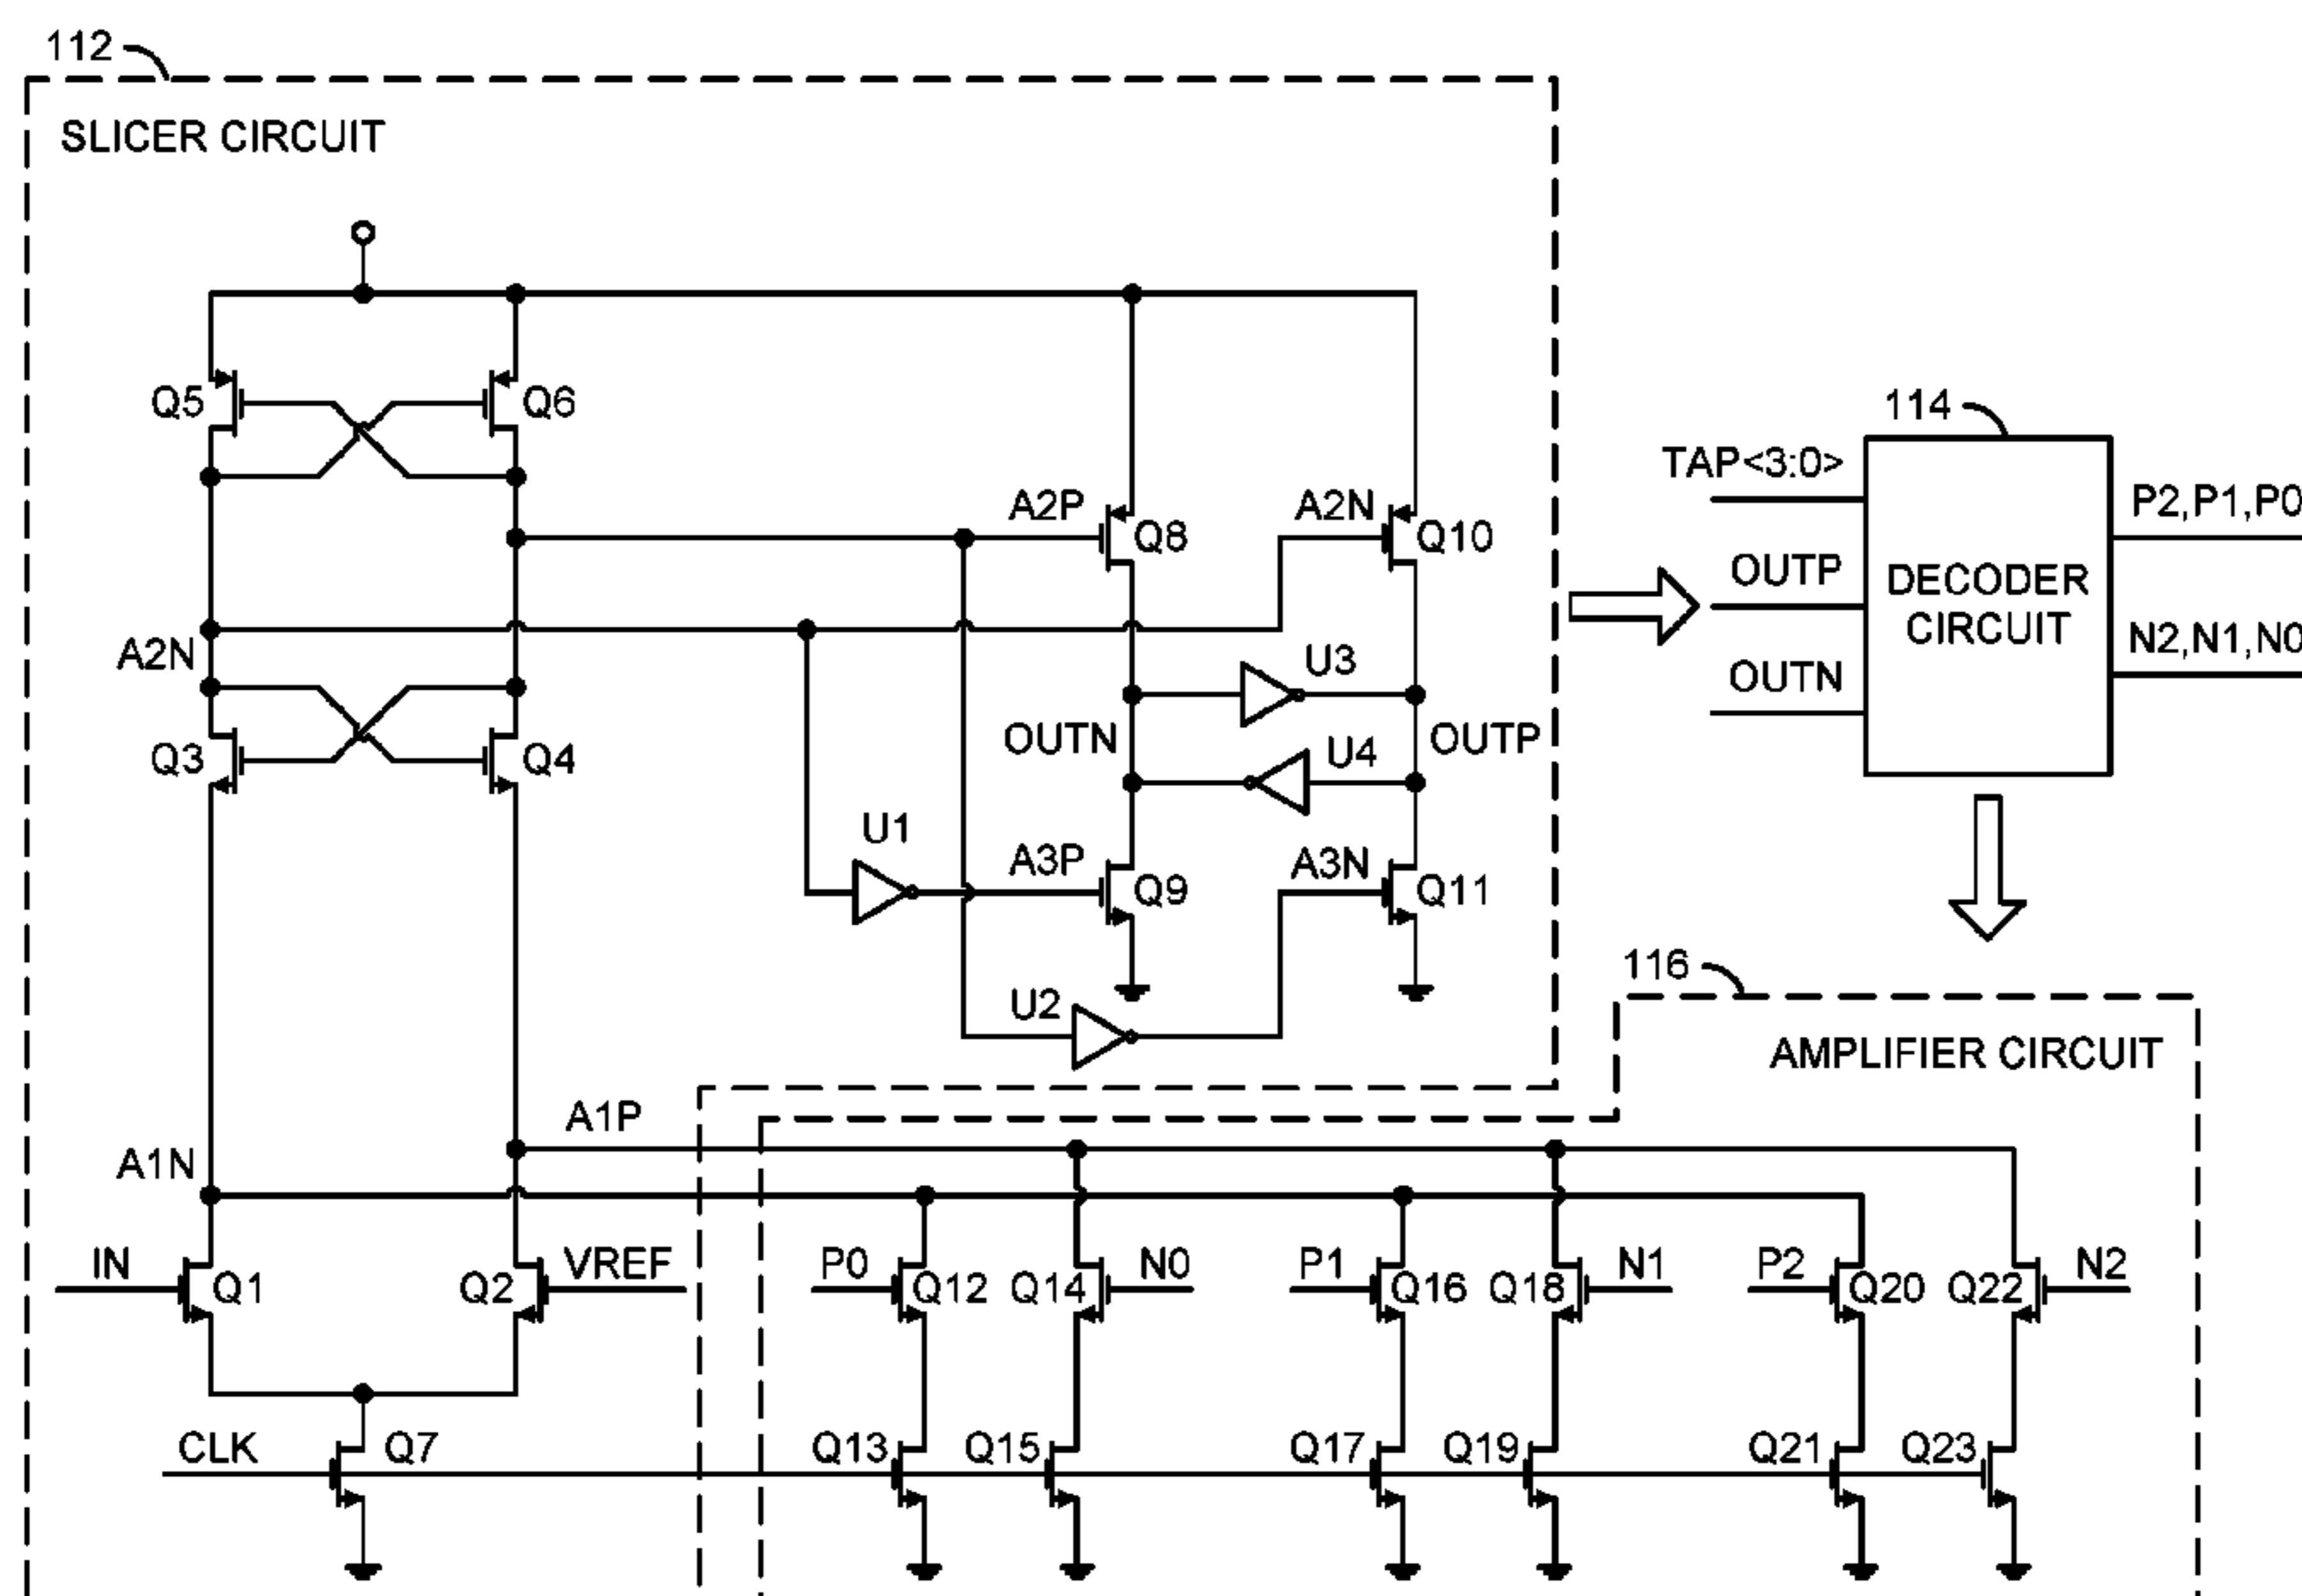 112
SLICER CIRCUIT
Q5
Q6
114
TAP<3:0>
A2P
A2N
P2,P1,P0
Q8
Q10
OUTP
DECODER
CIRCUIT
A2N
U3
N2,N1,N0
OUTN
OUTN
OUTP
Q3
Q4
U4
U1
A3P
A3N
Q9
Q11
116
U2
AMPLIFIER CIRCUIT
A1P
A1N
IN
Q1
Q2
VREF
P0
Q12
Q14
N0
P1
Q16
Q18
N1
P2
Q20
Q22
N2
CLK
Q7
Q13
Q15
Q17
Q19
Q21
Q23